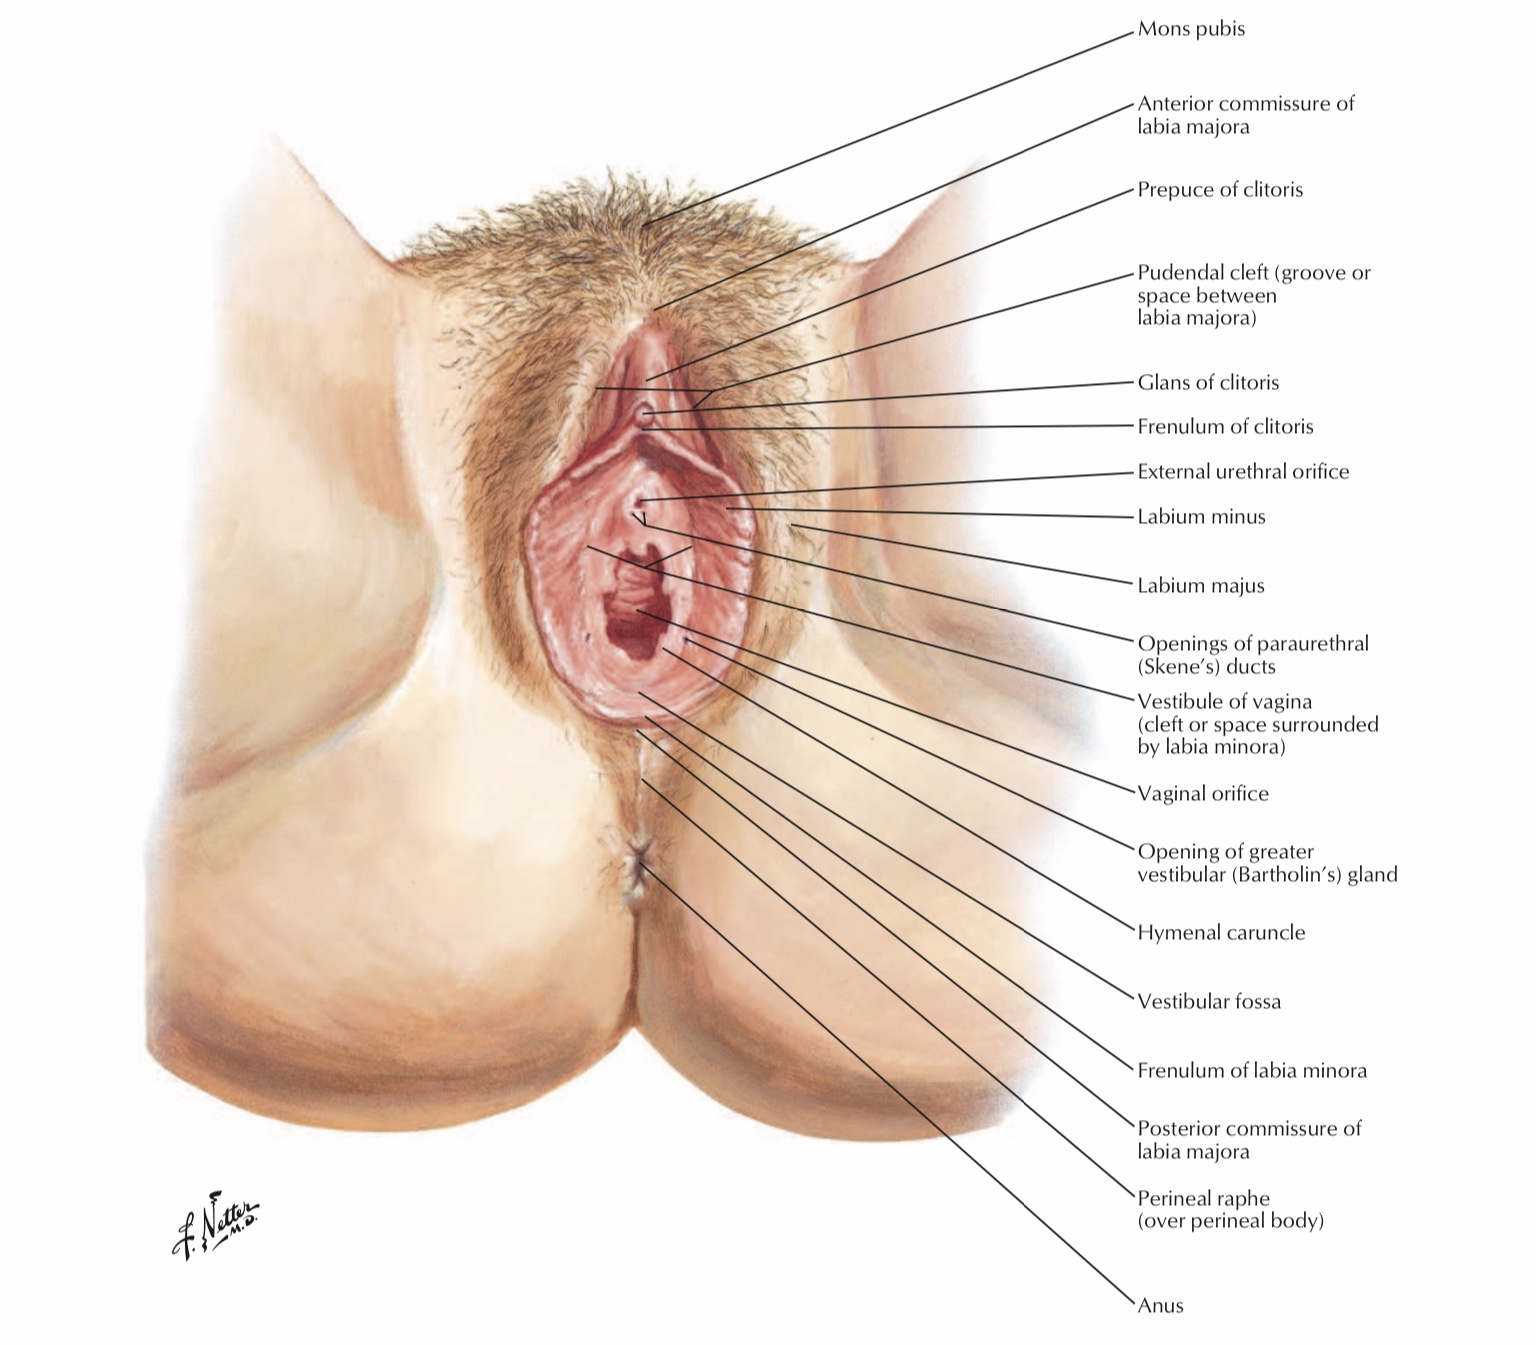 Mons pubis
Anterior commissure of
labia majora
Prepuce of clitoris
Pudendal cleft (groove or
space between
labia majora)
Glans of clitoris
Frenulum of clitoris
External urethral orifice
Labium minus
Labium majus
Openings of paraurethral
(Skene's) ducts
Vestibule of vagina
(cleft or space surrounded
by labia minora)
Vaginal orifice
Opening of greater
vestibular (Bartholin's) gland
Hymenal caruncle
Vestibular fossa
Frenulum of labia minora
Posterior commissure of
labia majora
Perineal raphe
(over perineal body)
Anus
F. Netter
M.D.